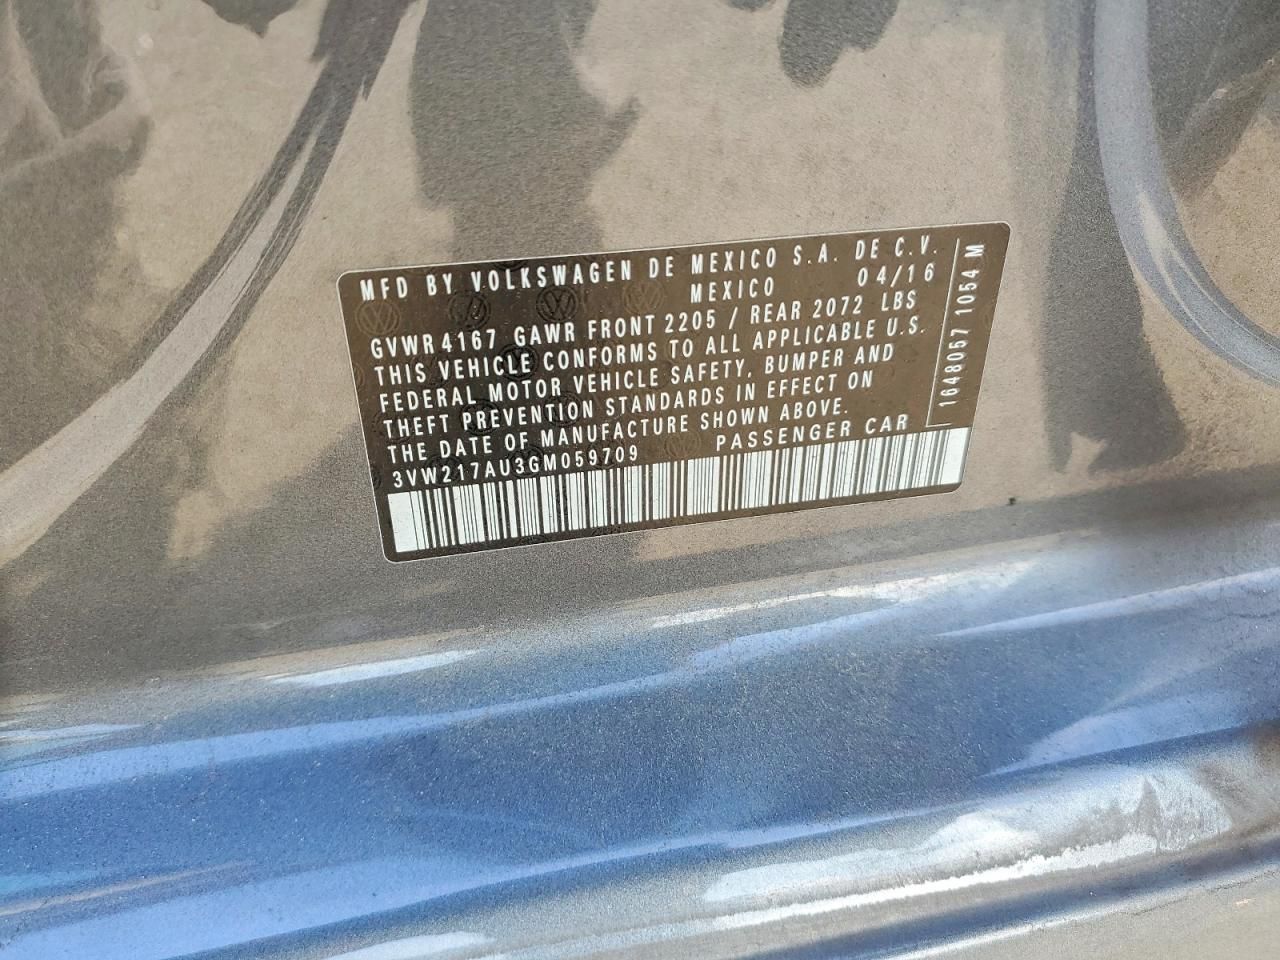 MFD BY VOLKSWAGEN DE MEXICO S.A. DE C.V.
MEXICO 04/16
GVWR 4167 GAWR FRONT 2205 / REAR 2072 LBS
THIS VEHICLE CONFORMS TO ALL APPLICABLE U.S.
FEDERAL MOTOR VEHICLE SAFETY, BUMPER AND
THEFT PREVENTION STANDARDS IN EFFECT ON
THE DATE OF MANUFACTURE SHOWN ABOVE.
3VW217AU3GM059709 PASSENGER CAR
1648067 1054 M